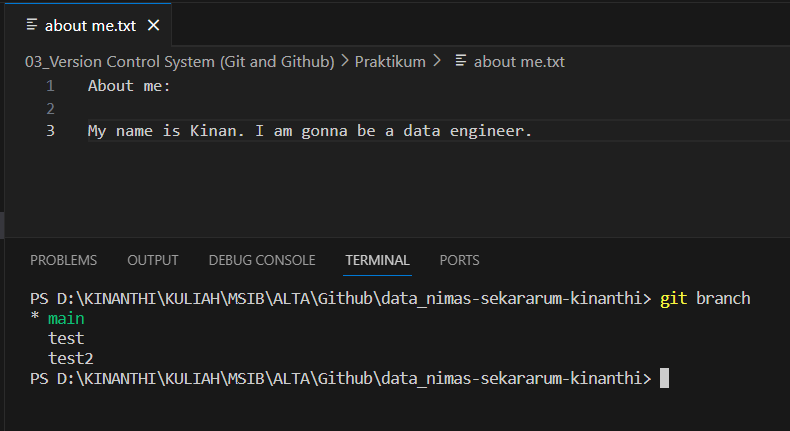 about me.txt
03_Version Control System (Git and Github) > Praktikum > about me.txt
1 About me:
2
3 My name is Kinan. I am gonna be a data engineer.
PROBLEMS OUTPUT DEBUG CONSOLE TERMINAL PORTS
PS D:\KINANTHI\KULIAH\MSIB\ALTA\Github\data_nimas-sekararum-kinanthi> git branch
* main
test
test2
PS D:\KINANTHI\KULIAH\MSIB\ALTA\Github\data_nimas-sekararum-kinanthi>